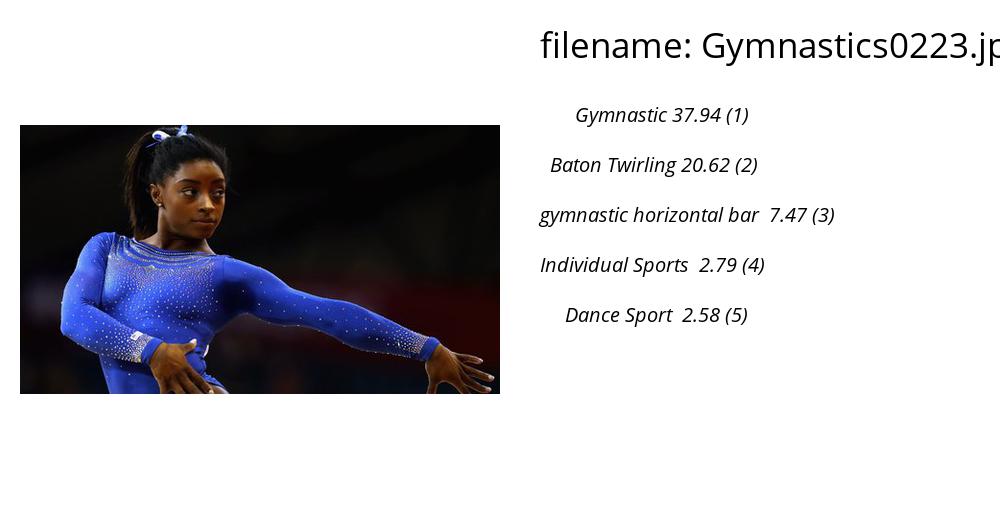 filename: Gymnastics0223.jp
Gymnastic 37.94 (1)
Baton Twirling 20.62 (2)
gymnastic horizontal bar 7.47 (3)
Individual Sports 2.79 (4)
Dance Sport 2.58 (5)